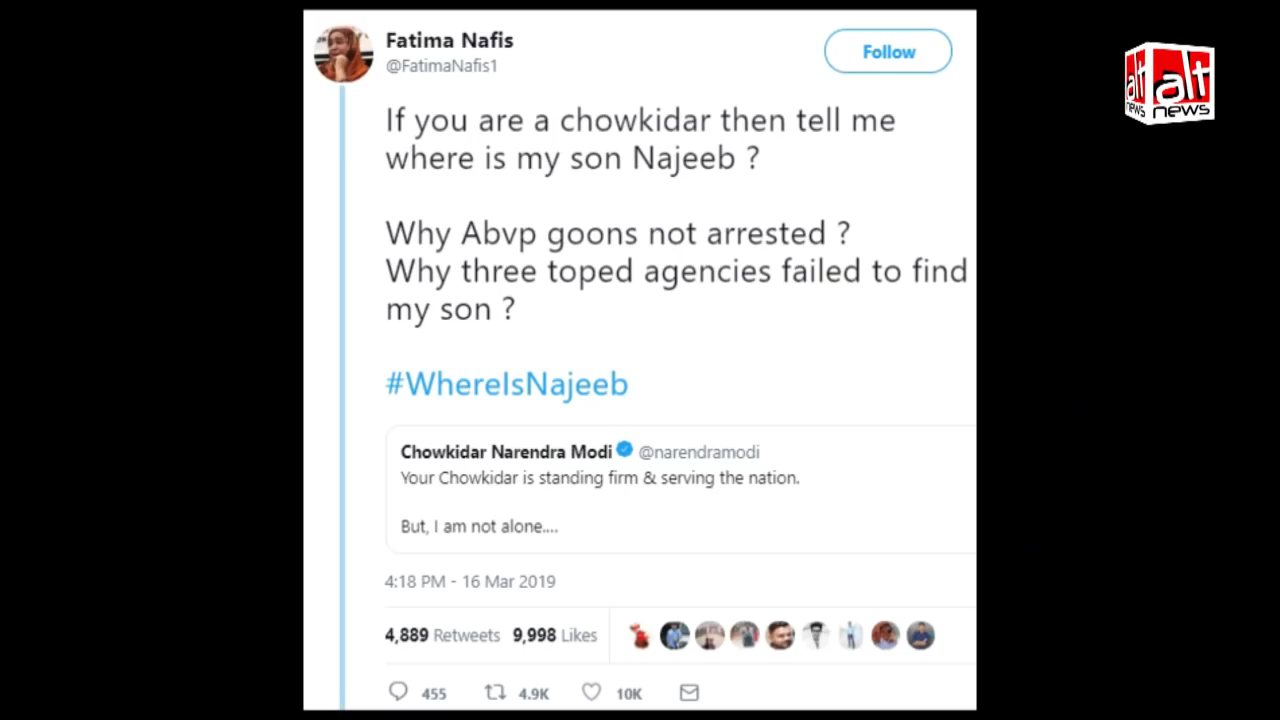 Fatima Nafis
@FatimaNafis1
Follow
alt news
alt news
If you are a chowkidar then tell me
where is my son Najeeb ?
Why Abvp goons not arrested ?
Why three toped agencies failed to find
my son ?
#WhereIsNajeeb
Chowkidar Narendra Modi @narendramodi
Your Chowkidar is standing firm & serving the nation.
But, I am not alone....
4:18 PM - 16 Mar 2019
4,889 Retweets 9,998 Likes
455 4.9K 10K